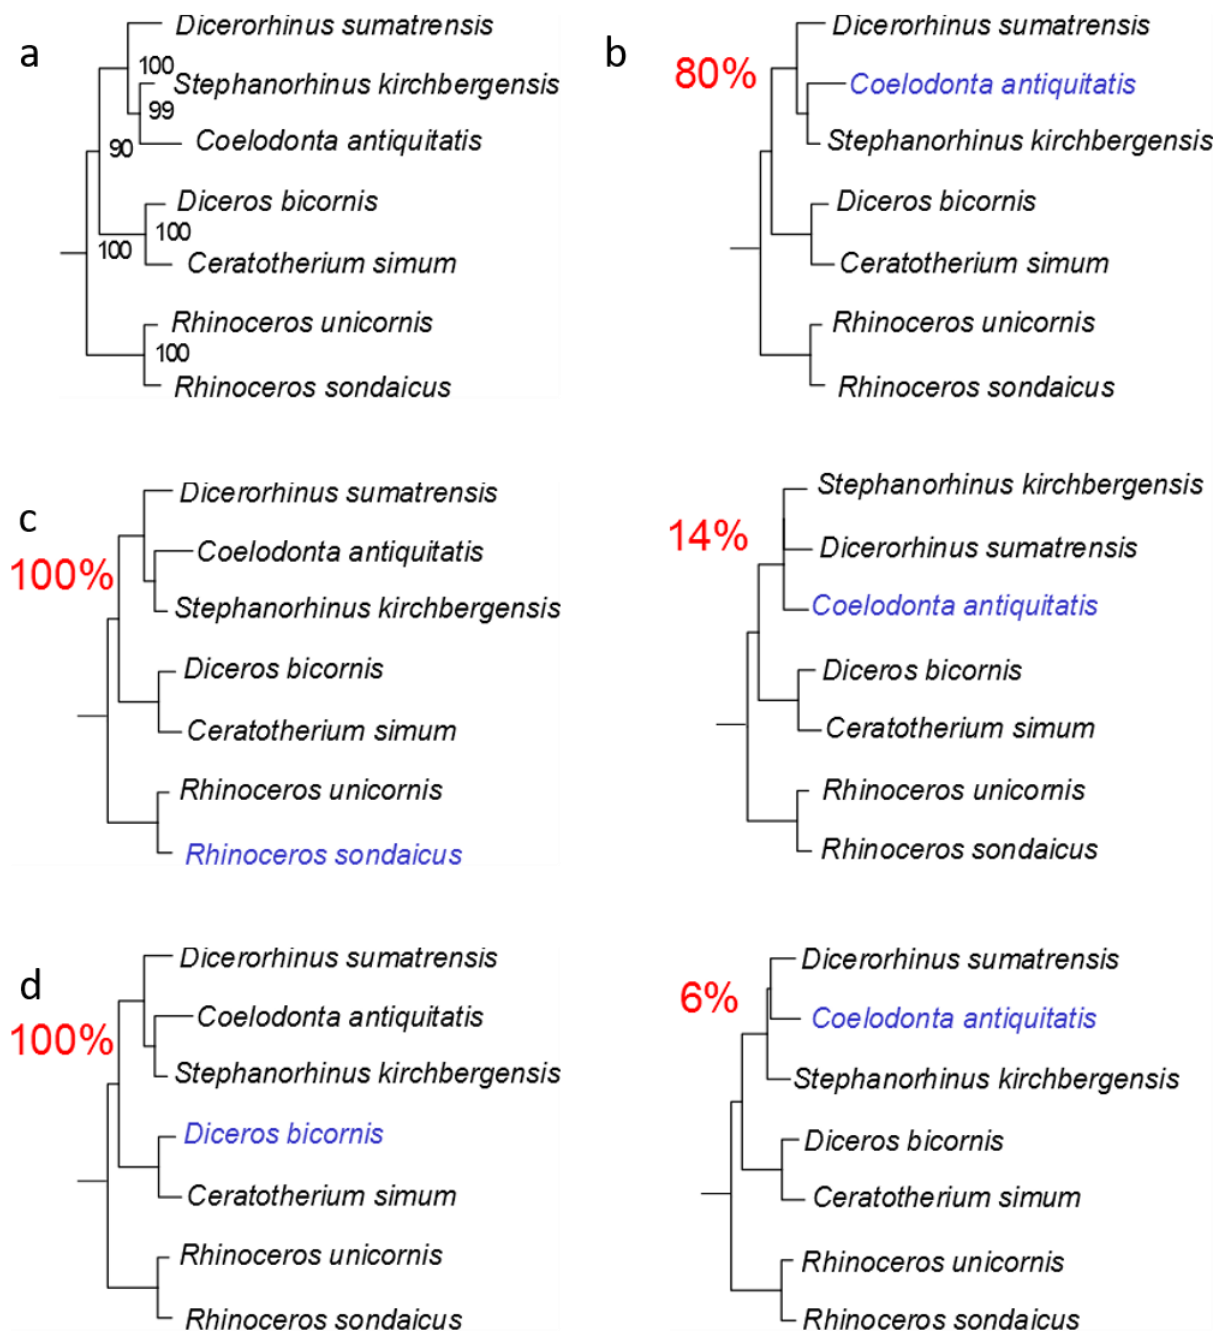 a
Dicerorhinus sumatrensis
100
Stephanorhinus kirchbergensis
99
Coelodonta antiquitatis
90
Diceros bicornis
100
100
Ceratotherium simum
Rhinoceros unicornis
100
Rhinoceros sondaicus
b
80%
Dicerorhinus sumatrensis
Coelodonta antiquitatis
Stephanorhinus kirchbergensis
Diceros bicornis
Ceratotherium simum
Rhinoceros unicornis
Rhinoceros sondaicus
14%
Stephanorhinus kirchbergensis
Dicerorhinus sumatrensis
Coelodonta antiquitatis
Diceros bicornis
Ceratotherium simum
Rhinoceros unicornis
Rhinoceros sondaicus
6%
Dicerorhinus sumatrensis
Coelodonta antiquitatis
Stephanorhinus kirchbergensis
Diceros bicornis
Ceratotherium simum
Rhinoceros unicornis
Rhinoceros sondaicus
c
100%
Dicerorhinus sumatrensis
Coelodonta antiquitatis
Stephanorhinus kirchbergensis
Diceros bicornis
Ceratotherium simum
Rhinoceros unicornis
Rhinoceros sondaicus
d
100%
Dicerorhinus sumatrensis
Coelodonta antiquitatis
Stephanorhinus kirchbergensis
Diceros bicornis
Ceratotherium simum
Rhinoceros unicornis
Rhinoceros sondaicus